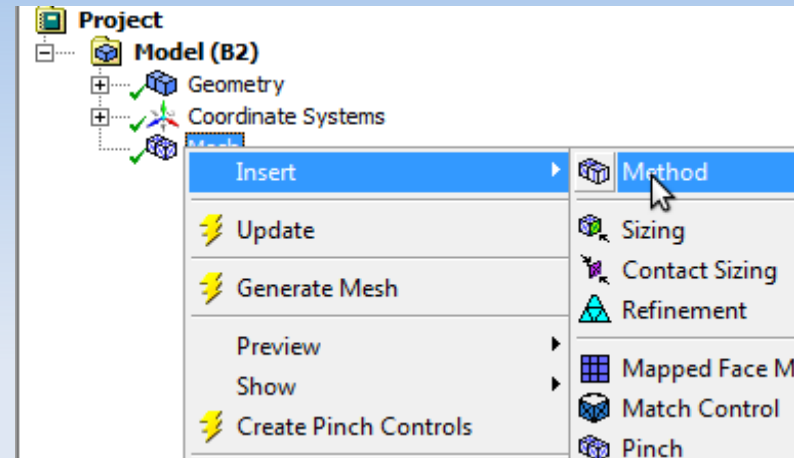 Project
Model (B2)
Geometry
Coordinate Systems
Mesh
Insert
Method
Update
Sizing
Contact Sizing
Generate Mesh
Refinement
Preview
Mapped Face M
Show
Match Control
Create Pinch Controls
Pinch